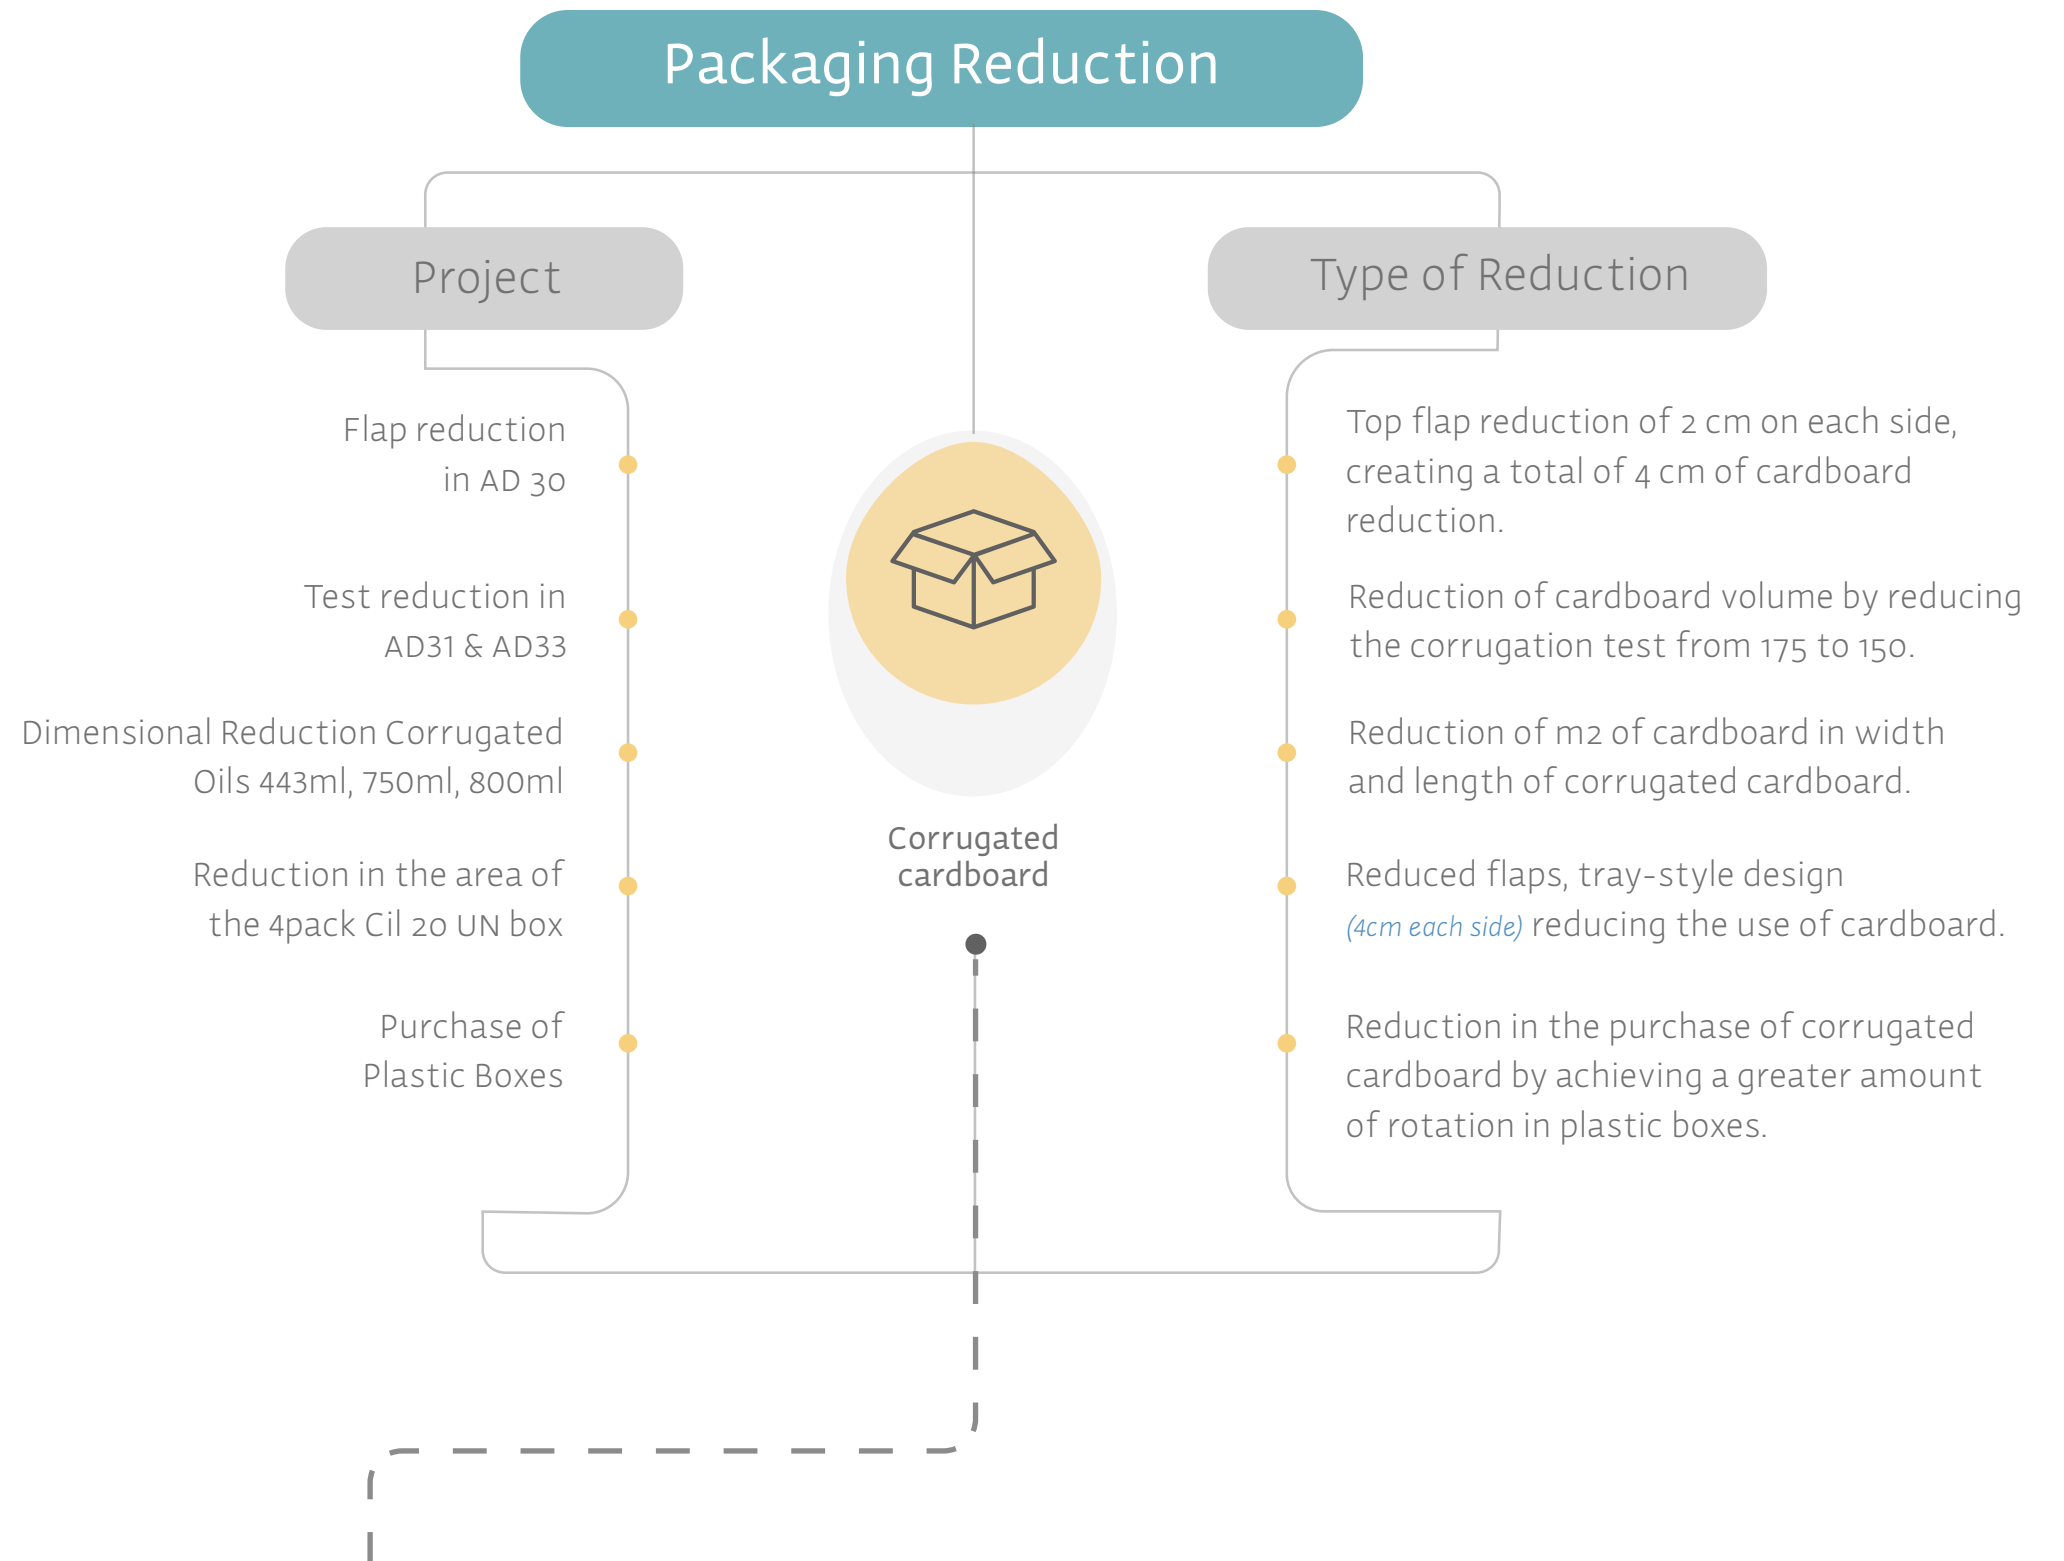 Packaging Reduction
Project
Flap reduction
in AD 30
Test reduction in
AD31 & AD33
Dimensional Reduction Corrugated
Oils 443ml, 750ml, 800ml
Reduction in the area of
the 4pack Cil 20 UN box
Purchase of
Plastic Boxes
Corrugated
cardboard
Type of Reduction
Top flap reduction of 2 cm on each side,
creating a total of 4 cm of cardboard
reduction.
Reduction of cardboard volume by reducing
the corrugation test from 175 to 150.
Reduction of m2 of cardboard in width
and length of corrugated cardboard.
Reduced flaps, tray-style design
(4cm each side) reducing the use of cardboard.
Reduction in the purchase of corrugated
cardboard by achieving a greater amount
of rotation in plastic boxes.